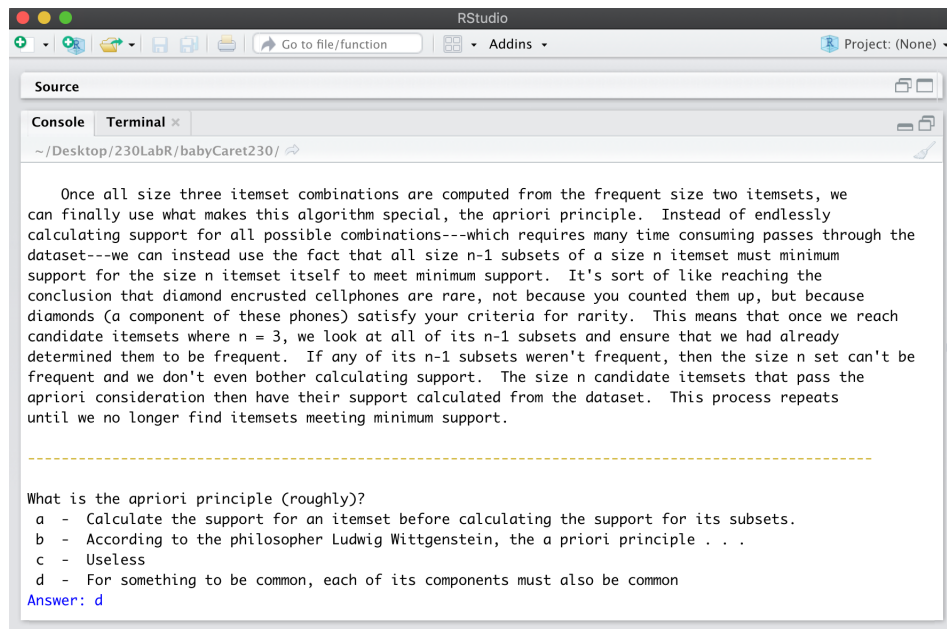 RStudio
Go to file/function
Addins
Project: (None)
Source
Console Terminal ×
~/Desktop/230LabR/babyCaret230/
Once all size three itemset combinations are computed from the frequent size two itemsets, we
can finally use what makes this algorithm special, the apriori principle.  Instead of endlessly
calculating support for all possible combinations---which requires many time consuming passes through the
dataset---we can instead use the fact that all size n-1 subsets of a size n itemset must minimum
support for the size n itemset itself to meet minimum support.  It's sort of like reaching the
conclusion that diamond encrusted cellphones are rare, not because you counted them up, but because
diamonds (a component of these phones) satisfy your criteria for rarity.  This means that once we reach
candidate itemsets where n = 3, we look at all of its n-1 subsets and ensure that we had already
determined them to be frequent.  If any of its n-1 subsets weren't frequent, then the size n set can't be
frequent and we don't even bother calculating support.  The size n candidate itemsets that pass the
apriori consideration then have their support calculated from the dataset.  This process repeats
until we no longer find itemsets meeting minimum support.
----------------------------------------------------------------------------------------------------
What is the apriori principle (roughly)?
a  -  Calculate the support for an itemset before calculating the support for its subsets.
b  -  According to the philosopher Ludwig Wittgenstein, the a priori principle . . .
c  -  Useless
d  -  For something to be common, each of its components must also be common
Answer: d